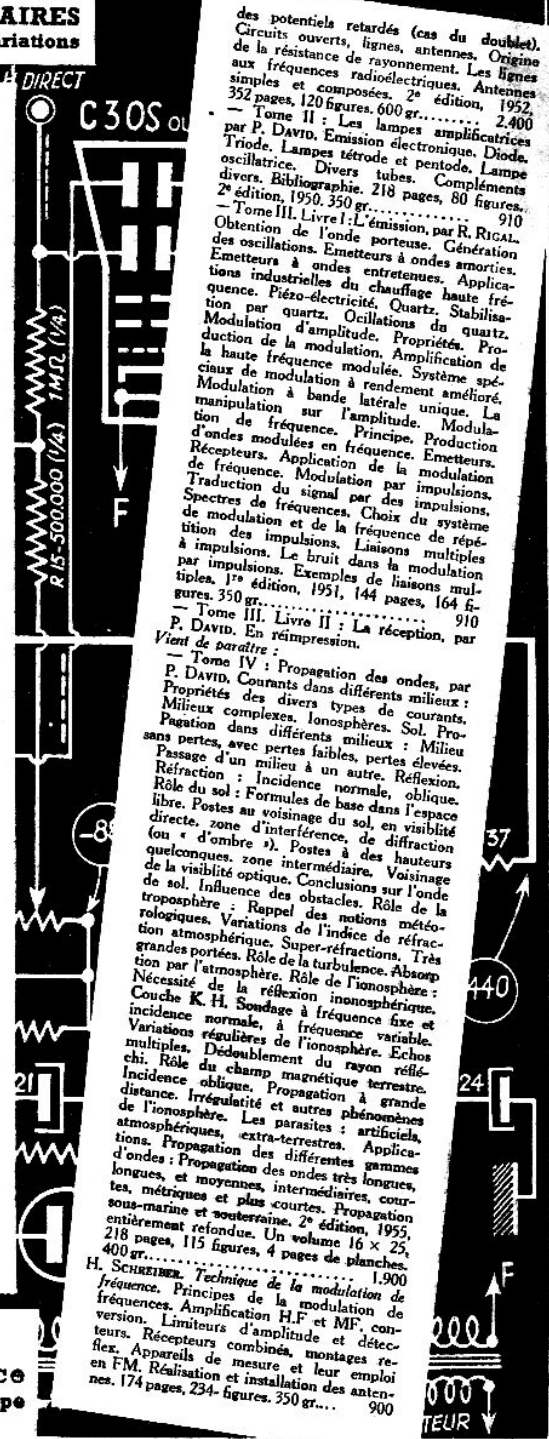 AIRES
riations
DIRECT
C 30S OU
1MΩ (1/4)
R 15-500.000 (1/4)
F
21
37
440
24
F
TEUR
ce
pe
des potentiels retardés (cas du doublet).
Circuits ouverts, lignes, antennes. Origine
de la résistance de rayonnement. Les lignes
aux fréquences radioélectriques. Antennes
simples et composées. 2e édition, 1952,
352 pages, 120 figures. 600 gr......... 2.400
— Tome II : Les lampes amplificatrices
par P. DAVID. Emission électronique. Diode.
Triode. Lampes tétrode et pentode. Lampe
oscillatrice. Divers tubes. Compléments
divers. Bibliographie. 218 pages, 80 figures.
2e édition, 1950. 350 gr.............. 910
— Tome III. Livre I : L'émission, par R. RIGAL.
Obtention de l'onde porteuse. Génération
des oscillations. Emetteurs à ondes amorties.
Emetteurs à ondes entretenues. Applica-
tions industrielles du chauffage haute fré-
quence. Piézo-électricité. Quartz. Stabilisa-
tion par quartz. Ocillations du quartz.
Modulation d'amplitude. Propriétés. Pro-
duction de la modulation. Amplification de
la haute fréquence modulée. Système spé-
ciaux de modulation à rendement amélioré.
Modulation à bande latérale unique. La
manipulation sur l'amplitude. Modula-
tion de fréquence. Principe. Production
d'ondes modulées en fréquence. Emetteurs.
Récepteurs. Application de la modulation
de fréquence. Modulation par impulsions.
Traduction du signal par des impulsions.
Spectres de fréquences. Choix du système
de modulation et de la fréquence de répé-
tition des impulsions. Liaisons multiples
à impulsions. Le bruit dans la modulation
par impulsions. Exemples de liaisons mul-
tiples. 1re édition, 1951, 144 pages, 164 fi-
gures. 350 gr...................... 910
— Tome III. Livre II : La réception, par
P. DAVID. En réimpression.
Vient de paraître :
— Tome IV : Propagation des ondes, par
P. DAVID. Courants dans différents milieux :
Propriétés des divers types de courants.
Milieux complexes. Ionosphères. Sol. Pro-
Pagation dans différents milieux : Milieu
sans pertes, avec pertes faibles, pertes élevées.
Passage d'un milieu à un autre. Réflexion.
Réfraction : Incidence normale, oblique.
Rôle du sol : Formules de base dans l'espace
libre. Postes au voisinage du sol, en visiblité
directe. zone d'interférence, de diffraction
(ou « d'ombre »). Postes à des hauteurs
quelconques. zone intermédiaire. Voisinage
de la visiblité optique. Conclusions sur l'onde
de sol. Influence des obstacles. Rôle de la
troposphère : Rappel des notions météo-
rologiques. Variations de l'indice de réfrac-
tion atmosphérique. Super-réfractions. Très
grandes portées. Rôle de la turbulence. Absorp
tion par l'atmosphère. Rôle de l'ionosphère :
Nécessité de la réflexion inonosphérique.
Couche K. H. Sondage à fréquence fixe et
incidence normale, à fréquence variable.
Variations régulières de l'ionosphère. Echos
multiples. Dédoublement du rayon réflé-
chi. Rôle du champ magnétique terrestre.
Incidence oblique. Propagation à grande
distance. Irrégulatité et autres phénomènes
de l'ionosphère. Les parasites : artificiels,
atmosphériques, extra-terrestres. Applica-
tions. Propagation des différentes gammes
d'ondes : Propagation des ondes très longues,
longues, et moyennes, intermédiaires, cour-
tes, métriques et plus courtes. Propagation
sous-marine et souterraine. 2e édition, 1955,
entièrement refondue. Un volume 16 × 25,
218 pages, 115 figures, 4 pages de planches.
400 gr............................ 1.900
H. SCHREIBER. Technique de la modulation de
fréquence. Principes de la modulation de
fréquences. Amplification H.F et MF. con-
version. Limiteurs d'amplitude et détec-
teurs. Récepteurs combinés, montages re-
flex. Appareils de mesure et leur emploi
en FM. Réalisation et installation des anten-
nes. 174 pages, 234- figures. 350 gr.... 900